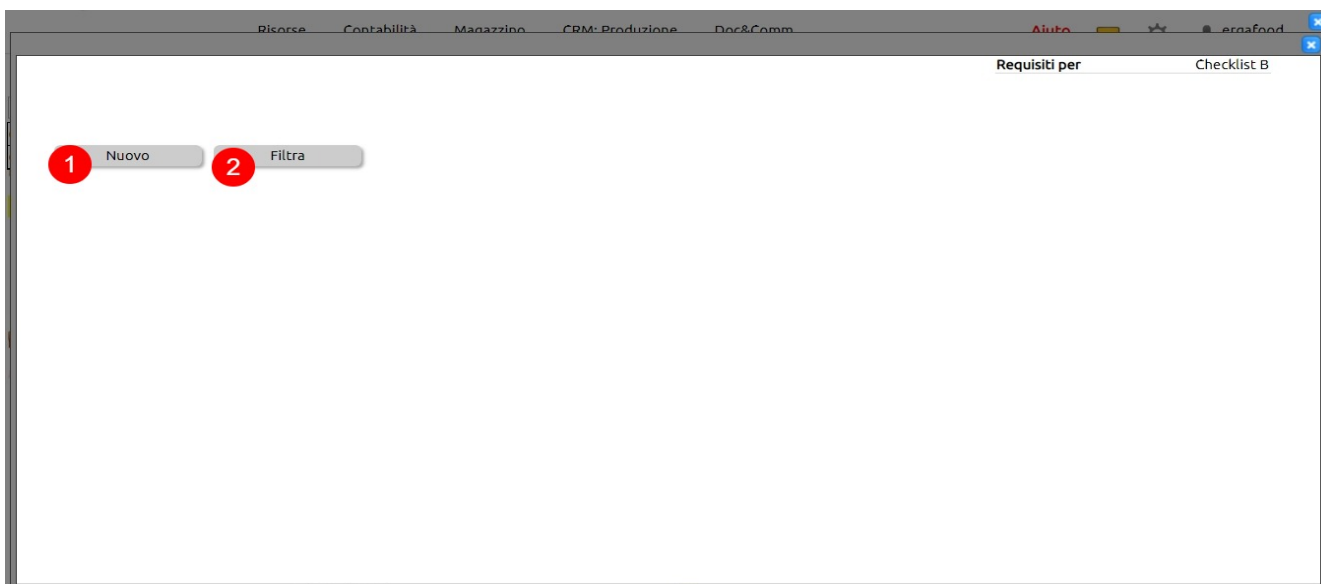 Risorse Contabilità Magazzino CRM: Produzione Doc&Comm Aiuto ergafood
Requisiti per Checklist B
1 Nuovo 2 Filtra